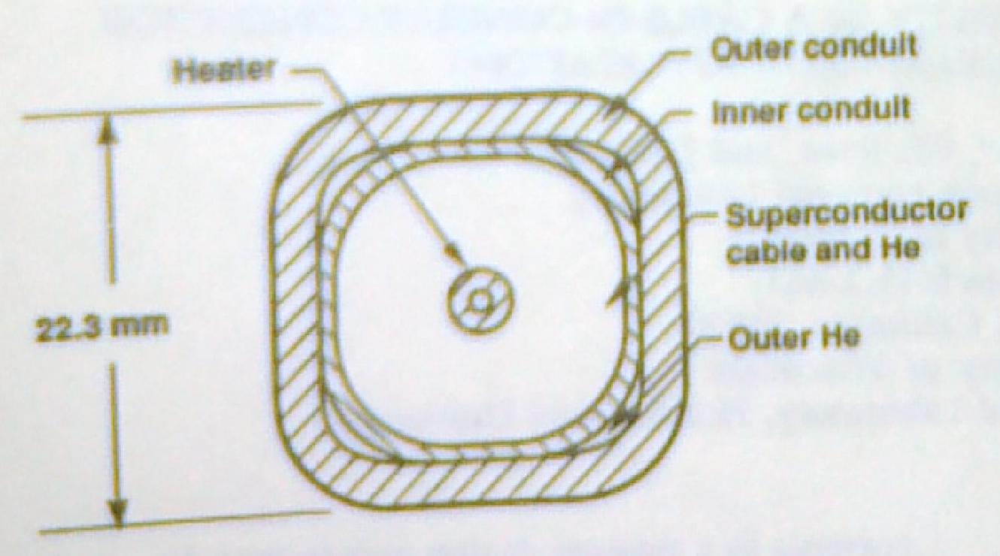 Heater
Outer conduit
Inner conduit
Superconductor
cable and He
22.3 mm
Outer He